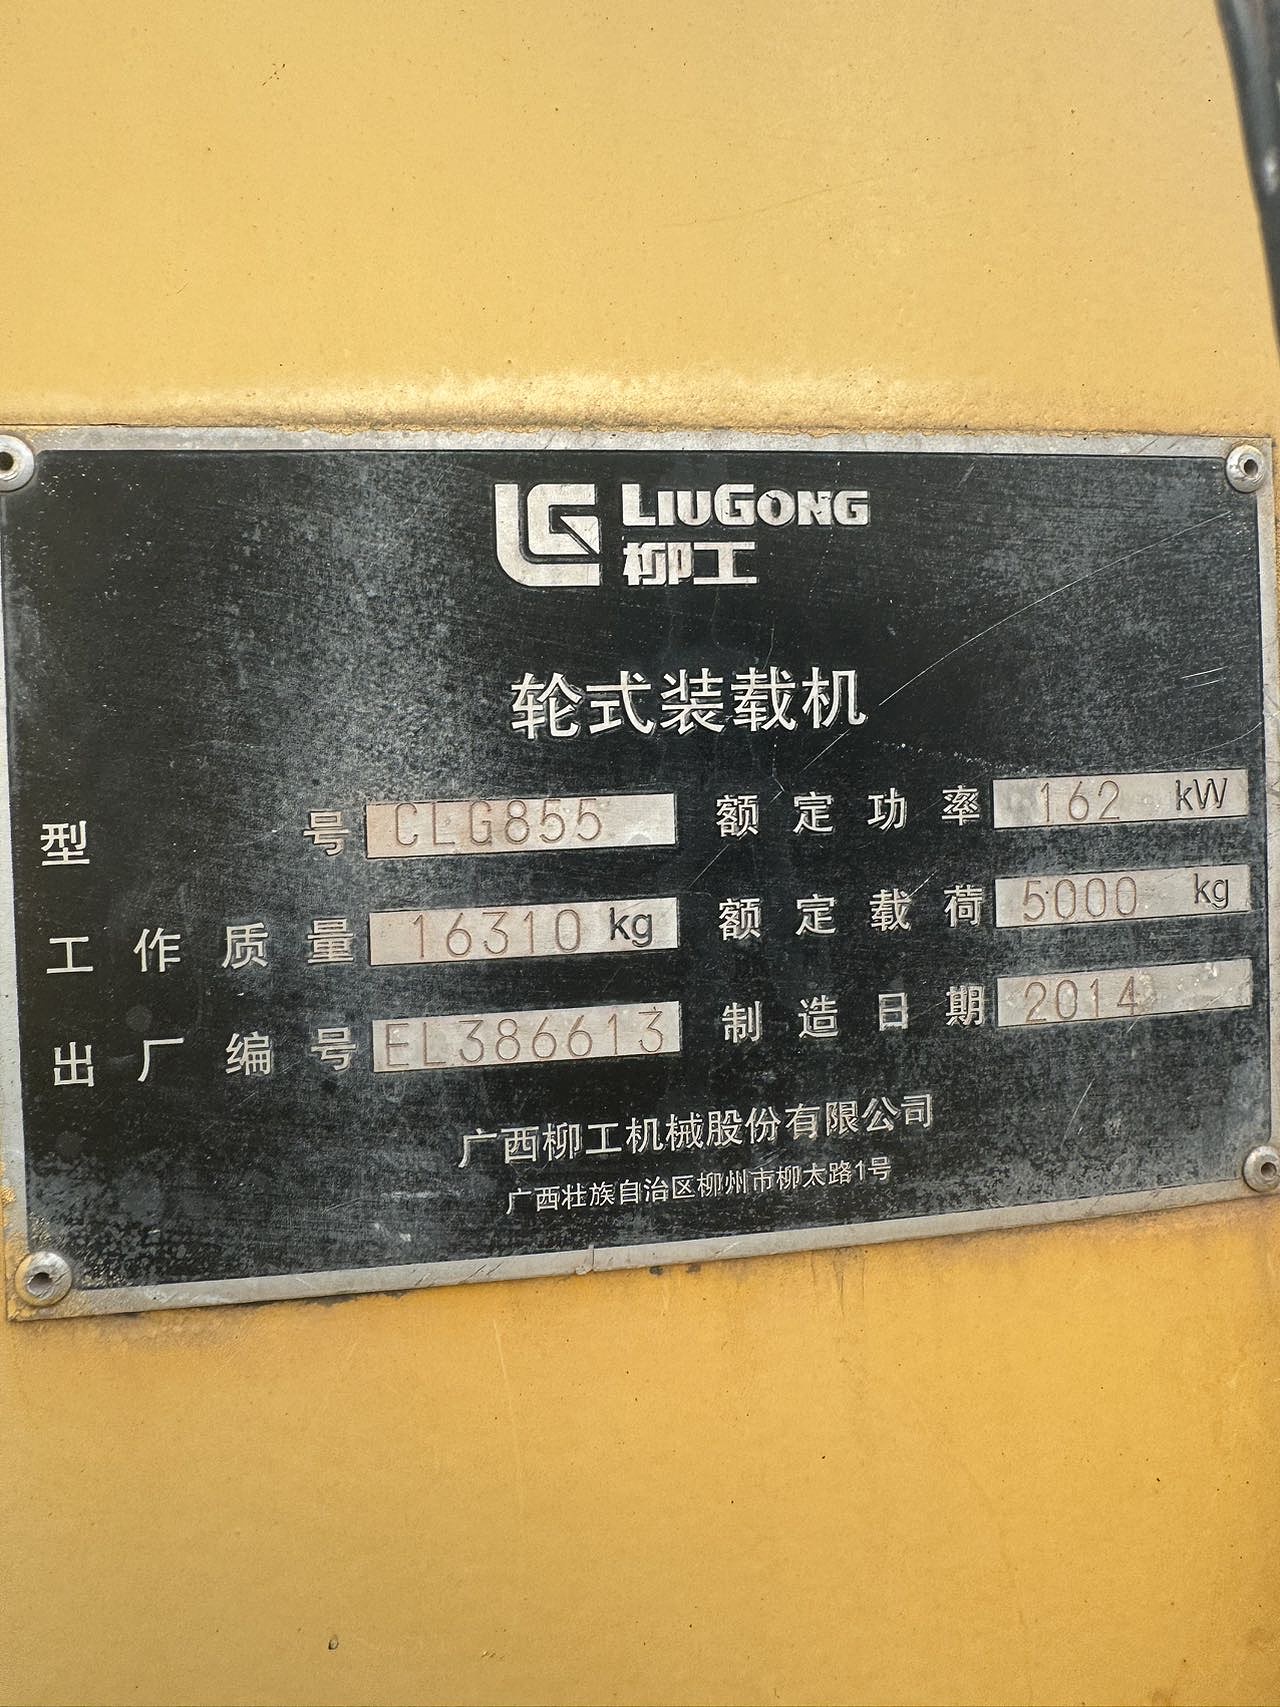 LIUGONG
柳工
轮式装载机
型号 CLG855 额定功率 162 kW
工作质量 16310 kg 额定载荷 5000 kg
出厂编号 EL386613 制造日期 2014
广西柳工机械股份有限公司
广西壮族自治区柳州市柳太路1号